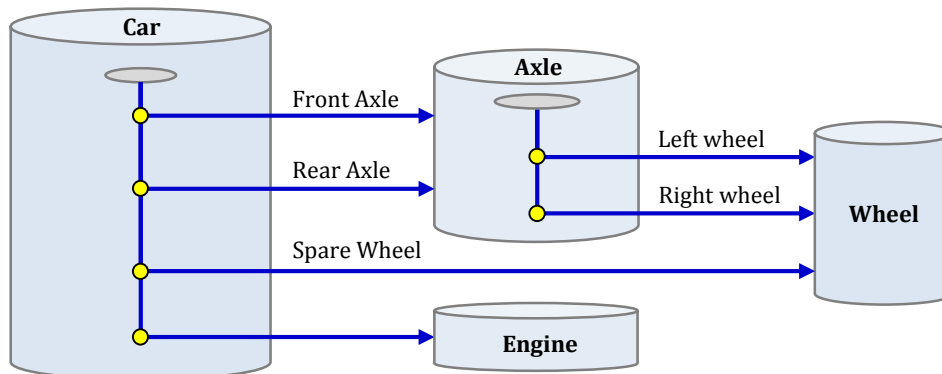 Car
Axle
Front Axle
Left wheel
Rear Axle
Right wheel
Wheel
Spare Wheel
Engine